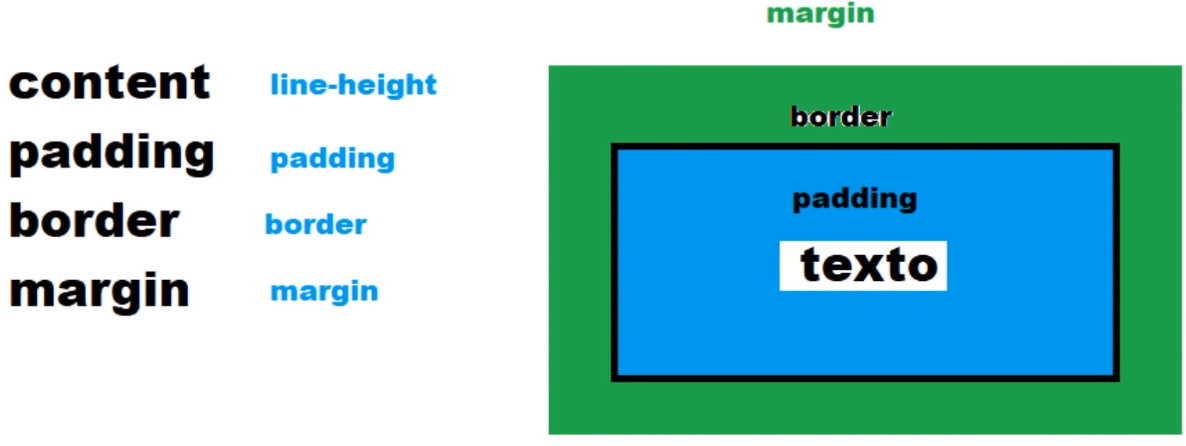 margin
content line-height
padding padding
border border
margin margin
border
padding
texto